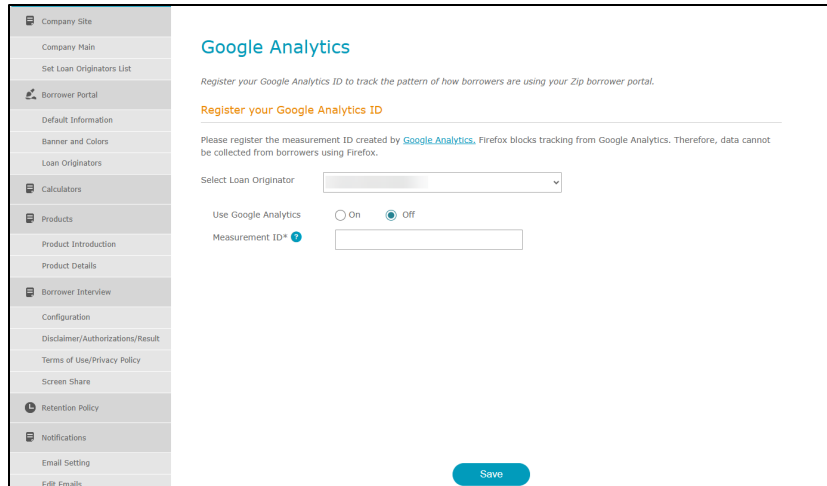 Company Site
Company Main
Set Loan Originators List
Borrower Portal
Default Information
Banner and Colors
Loan Originators
Calculators
Products
Product Introduction
Product Details
Borrower Interview
Configuration
Disclaimer/Authorizations/Result
Terms of Use/Privacy Policy
Screen Share
Retention Policy
Notifications
Email Setting
Edit Emails
Google Analytics
Register your Google Analytics ID to track the pattern of how borrowers are using your Zip borrower portal.
Register your Google Analytics ID
Please register the measurement ID created by Google Analytics. Firefox blocks tracking from Google Analytics. Therefore, data cannot
be collected from borrowers using Firefox.
Select Loan Originator
Use Google Analytics On Off
Measurement ID* ?
Save